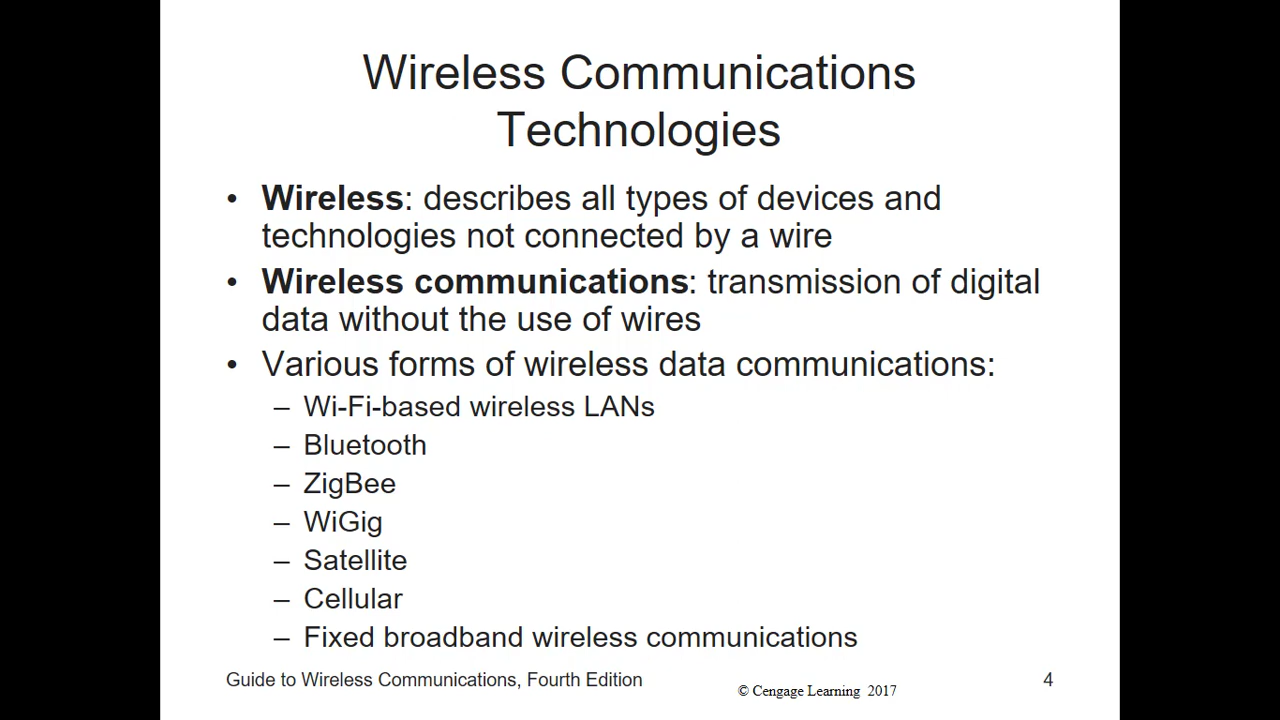 Wireless Communications
Technologies
• Wireless: describes all types of devices and
technologies not connected by a wire
• Wireless communications: transmission of digital
data without the use of wires
• Various forms of wireless data communications:
– Wi-Fi-based wireless LANs
– Bluetooth
– ZigBee
– WiGig
– Satellite
– Cellular
– Fixed broadband wireless communications
Guide to Wireless Communications, Fourth Edition
© Cengage Learning 2017
4